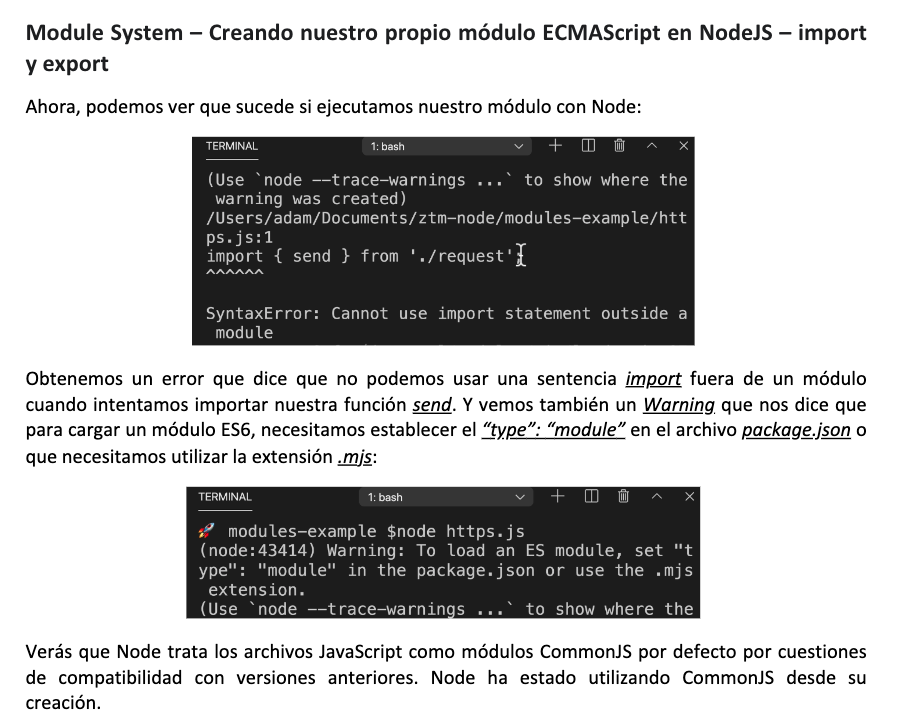 Module System – Creando nuestro propio módulo ECMAScript en NodeJS – import
y export
Ahora, podemos ver que sucede si ejecutamos nuestro módulo con Node:
TERMINAL 1: bash
(Use `node --trace-warnings ...` to show where the
warning was created)
/Users/adam/Documents/ztm-node/modules-example/htt
ps.js:1
import { send } from './request';
^^^^^^
SyntaxError: Cannot use import statement outside a
module
Obtenemos un error que dice que no podemos usar una sentencia import fuera de un módulo
cuando intentamos importar nuestra función send. Y vemos también un Warning que nos dice que
para cargar un módulo ES6, necesitamos establecer el “type”: “module” en el archivo package.json o
que necesitamos utilizar la extensión .mjs:
TERMINAL 1: bash
🚀 modules-example $node https.js
(node:43414) Warning: To load an ES module, set "t
ype": "module" in the package.json or use the .mjs
extension.
(Use `node --trace-warnings ...` to show where the
Verás que Node trata los archivos JavaScript como módulos CommonJS por defecto por cuestiones
de compatibilidad con versiones anteriores. Node ha estado utilizando CommonJS desde su
creación.